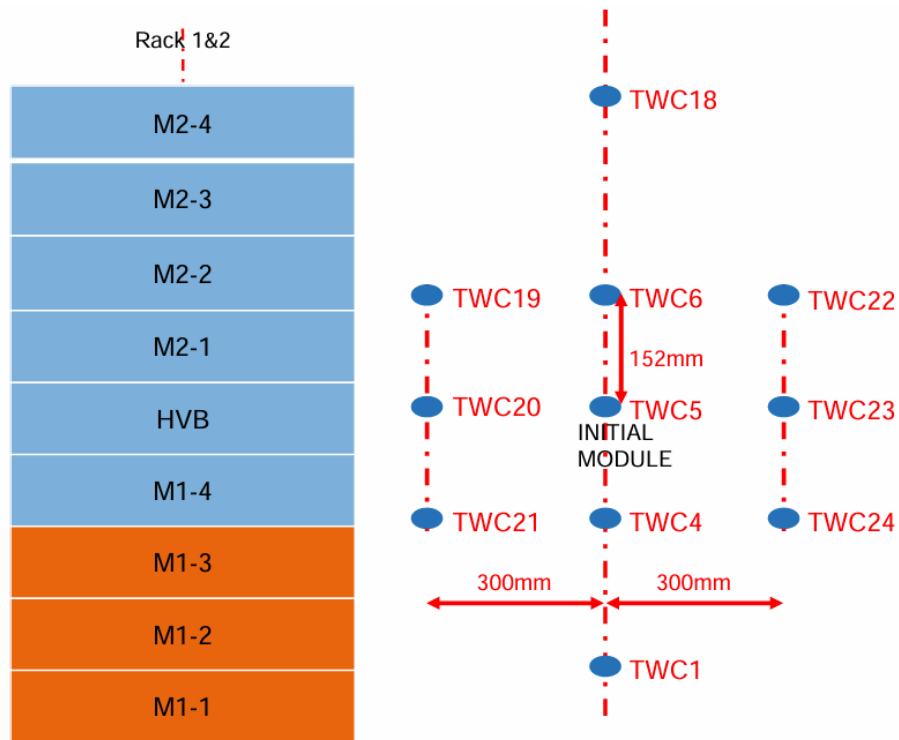 Rack 1&2
M2-4
M2-3
M2-2
M2-1
HVB
M1-4
M1-3
M1-2
M1-1
TWC18
TWC19
TWC6
TWC22
152mm
TWC20
TWC5
TWC23
INITIAL
MODULE
TWC21
TWC4
TWC24
300mm
300mm
TWC1